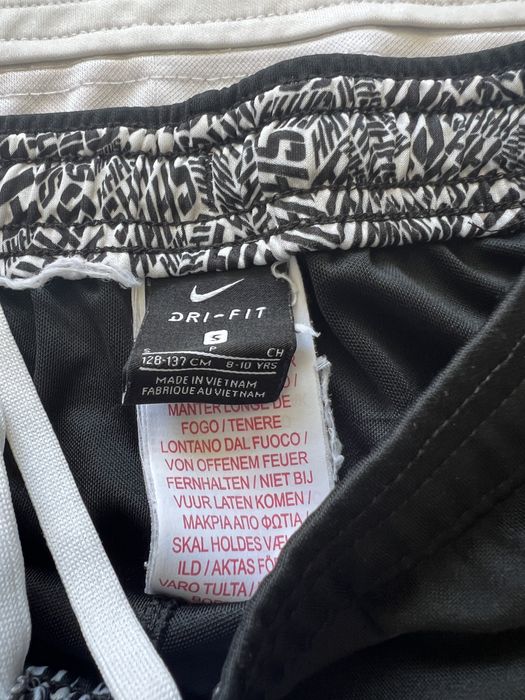 DRI-FIT
S
S P CH
128-137 CM 8-10 YRS
MADE IN VIETNAM
FABRIQUE AU VIETNAM
MANTER LONGE DE
FOGO / TENERE
LONTANO DAL FUOCO /
VON OFFENEM FEUER
FERNHALTEN / NIET BIJ
VUUR LATEN KOMEN /
ΜΑΚΡΙΑ ΑΠΟ ΦΩΤΙΑ /
SKAL HOLDES VÆK
ILD / AKTAS FÖR
VARO TULTA /